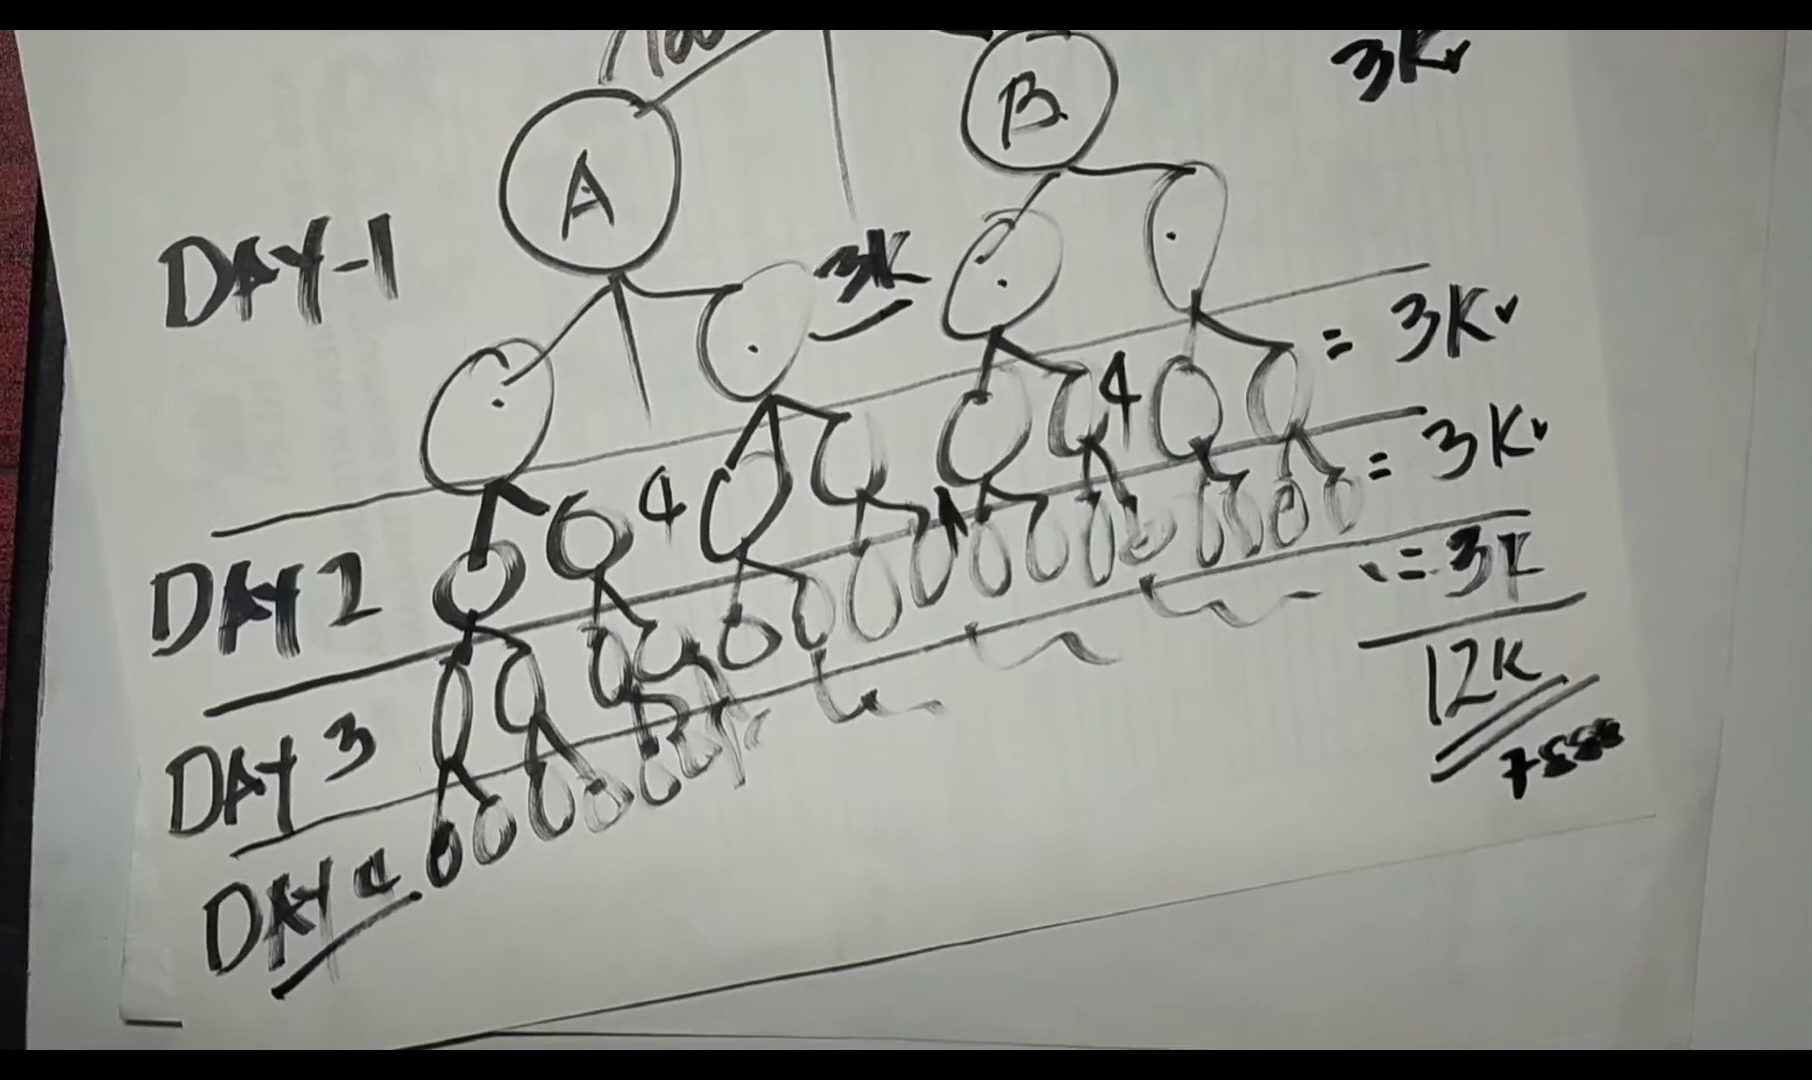 3K
A
B
DAY-1
3K
= 3K
4
DAY 2
4
= 3K
= 3K
DAY 3
12K
DAY 4